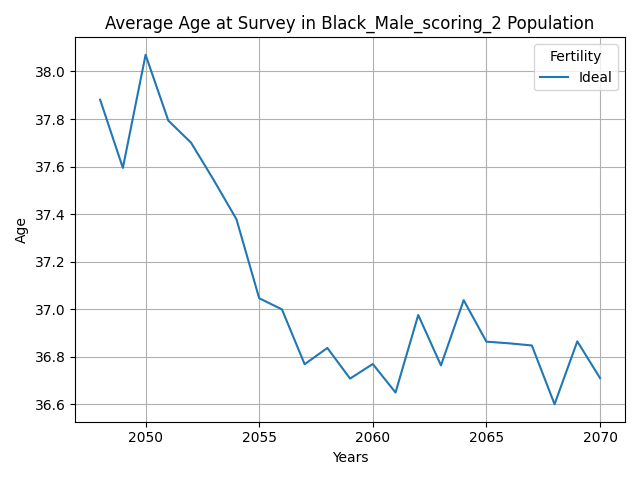 Average Age at Survey in Black_Male_scoring_2 Population
Fertility
Ideal
38.0
37.8
37.6
37.4
37.2
37.0
36.8
36.6
Age
2050 2055 2060 2065 2070
Years